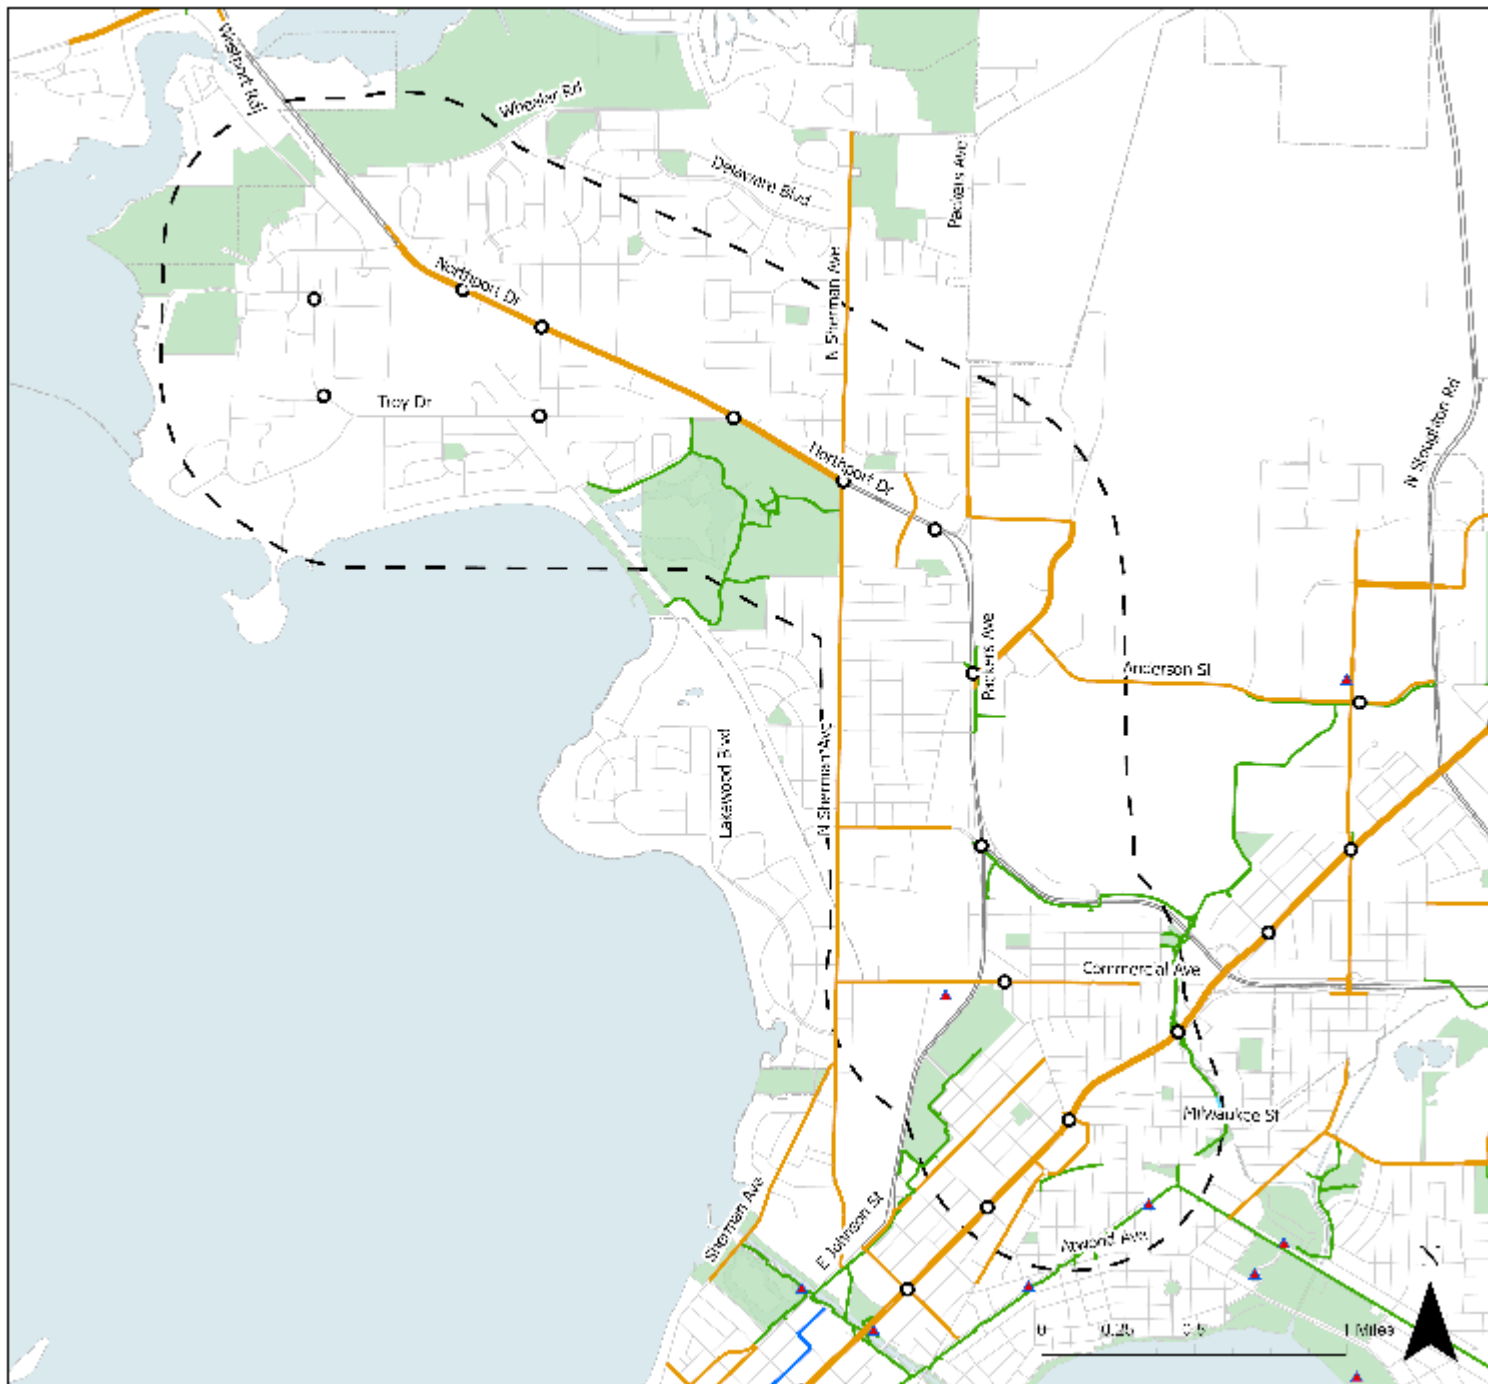 Westport Rd
Wheeler Rd
Delaware Blvd
Packers Ave
Northport Dr
N Sherman Ave
Troy Dr
N Stoughton Rd
Northport Dr
Packers Ave
Anderson St
Lakewood Blvd
N Sherman Ave
Commercial Ave
Milwaukee St
Sherman Ave
E Johnson St
Atwood Ave
N
0 0.25 0.5 1 Miles